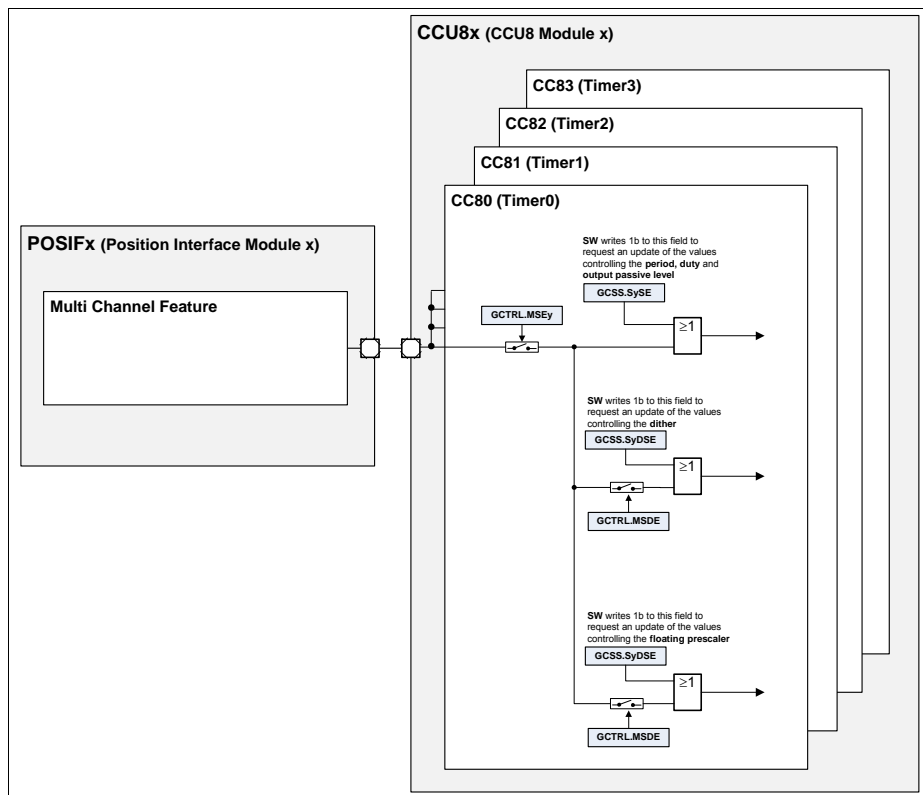 CCU8x (CCU8 Module x)
CC83 (Timer3)
CC82 (Timer2)
CC81 (Timer1)
CC80 (Timer0)
POSIFx (Position Interface Module x)
Multi Channel Feature
SW writes 1b to this field to
request an update of the values
controlling the period, duty and
output passive level
GCSS.SySE
GCTRL.MSEy
≥1
SW writes 1b to this field to
request an update of the values
controlling the dither
GCSS.SyDSE
≥1
GCTRL.MSDE
SW writes 1b to this field to
request an update of the values
controlling the floating prescaler
GCSS.SyDSE
≥1
GCTRL.MSDE